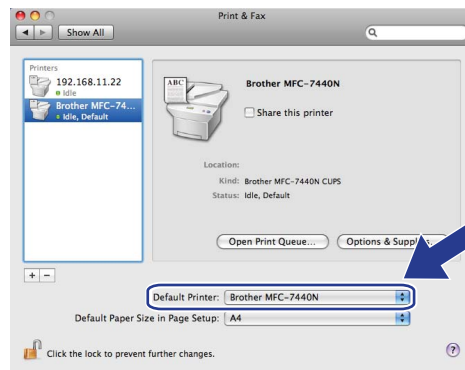 Print & Fax
Show All
Printers
192.168.11.22
Idle
Brother MFC-74...
Idle, Default
ABC
Brother MFC-7440N
Share this printer
Location:
Kind: Brother MFC-7440N CUPS
Status: Idle, Default
Open Print Queue... Options & Supplies...
+ -
Default Printer: Brother MFC-7440N
Default Paper Size in Page Setup: A4
Click the lock to prevent further changes.
?